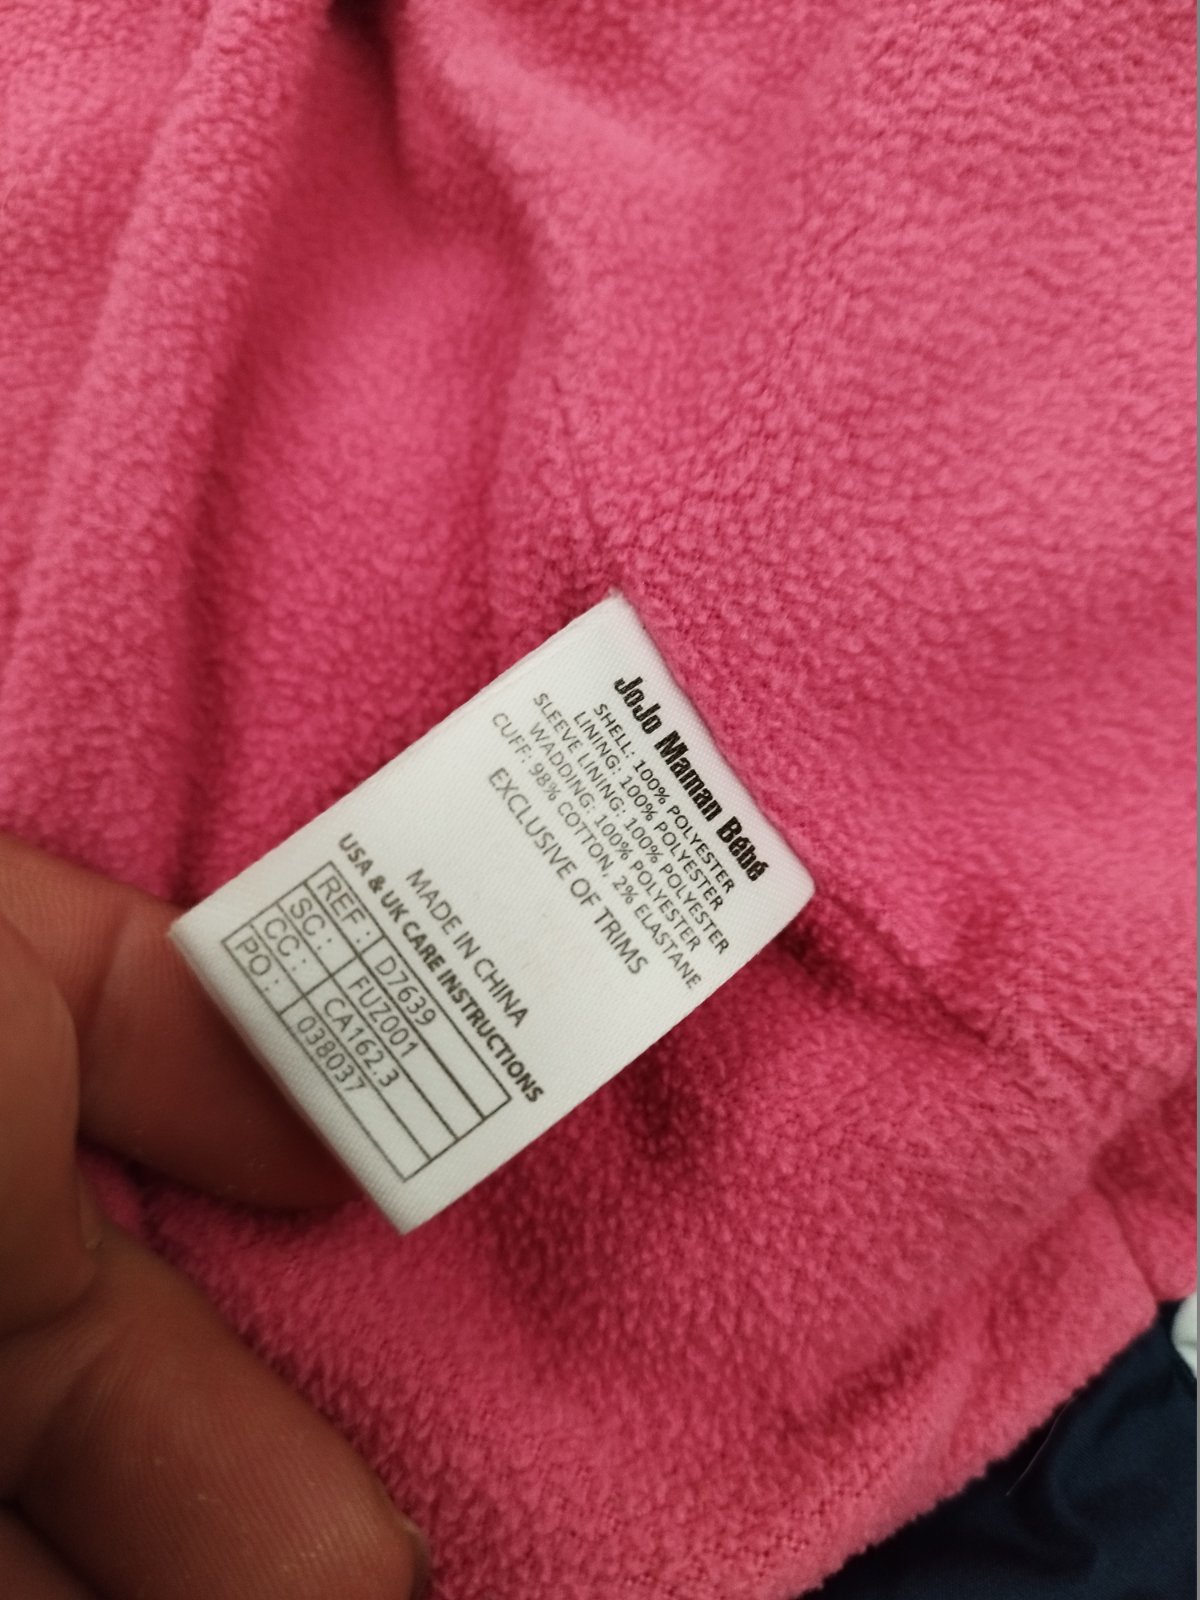 JoJo Maman Bébé
SHELL: 100% POLYESTER
LINING: 100% POLYESTER
SLEEVE LINING: 100% POLYESTER
WADDING: 100% POLYESTER
CUFF: 98% COTTON, 2% ELASTANE
EXCLUSIVE OF TRIMS
MADE IN CHINA
USA & UK CARE INSTRUCTIONS
REF: D7639
SC: FUZ001
CC: CA162.3
PO: 038037